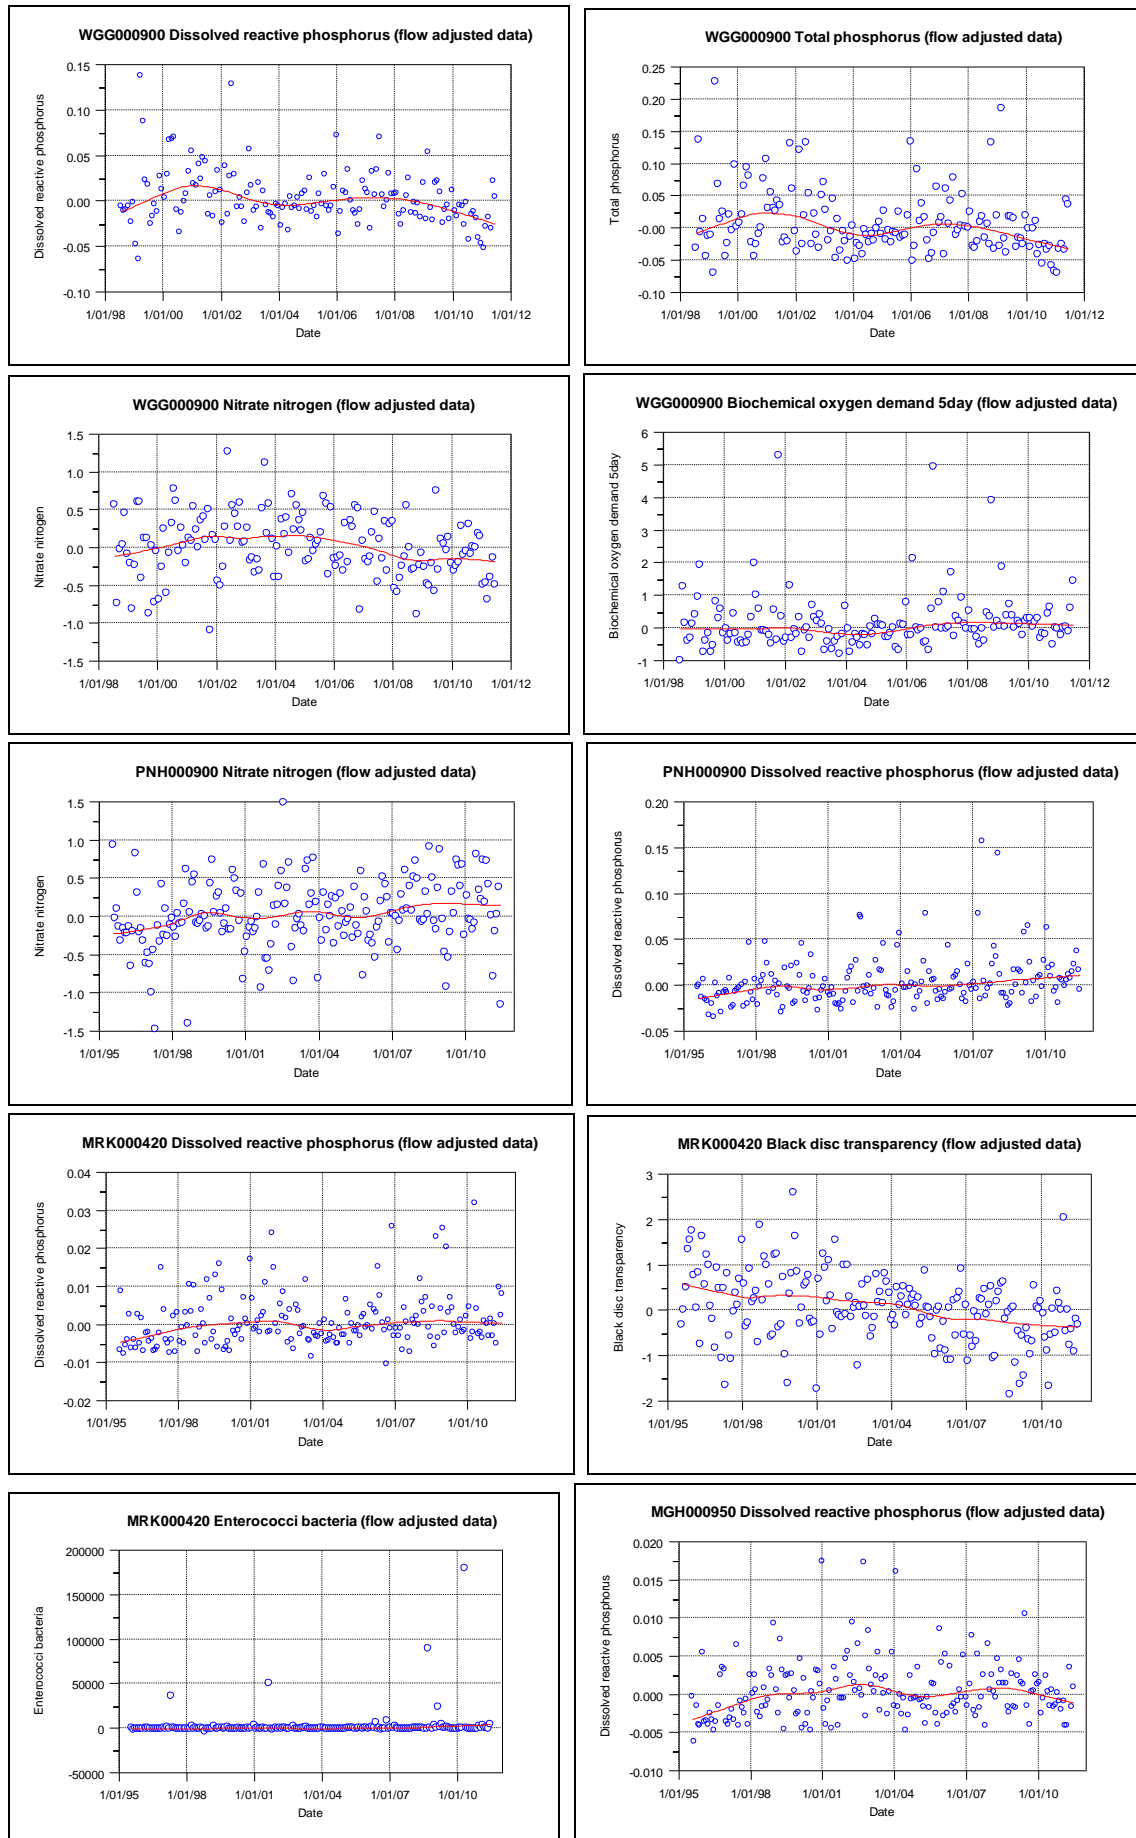 WGG000900 Dissolved reactive phosphorus (flow adjusted data)
Dissolved reactive phosphorus
0.15
0.10
0.05
0.00
-0.05
-0.10
1/01/98 1/01/00 1/01/02 1/01/04 1/01/06 1/01/08 1/01/10 1/01/12
Date
WGG000900 Total phosphorus (flow adjusted data)
Total phosphorus
0.25
0.20
0.15
0.10
0.05
-0.00
-0.05
-0.10
1/01/98 1/01/00 1/01/02 1/01/04 1/01/06 1/01/08 1/01/10 1/01/12
Date
WGG000900 Nitrate nitrogen (flow adjusted data)
Nitrate nitrogen
1.5
1.0
0.5
0.0
-0.5
-1.0
-1.5
1/01/98 1/01/00 1/01/02 1/01/04 1/01/06 1/01/08 1/01/10 1/01/12
Date
WGG000900 Biochemical oxygen demand 5day (flow adjusted data)
Biochemical oxygen demand 5day
6
5
4
3
2
1
0
-1
1/01/98 1/01/00 1/01/02 1/01/04 1/01/06 1/01/08 1/01/10 1/01/12
Date
PNH000900 Nitrate nitrogen (flow adjusted data)
Nitrate nitrogen
1.5
1.0
0.5
0.0
-0.5
-1.0
-1.5
1/01/95 1/01/98 1/01/01 1/01/04 1/01/07 1/01/10
Date
PNH000900 Dissolved reactive phosphorus (flow adjusted data)
Dissolved reactive phosphorus
0.20
0.15
0.10
0.05
0.00
-0.05
1/01/95 1/01/98 1/01/01 1/01/04 1/01/07 1/01/10
Date
MRK000420 Dissolved reactive phosphorus (flow adjusted data)
Dissolved reactive phosphorus
0.04
0.03
0.02
0.01
0.00
-0.01
-0.02
1/01/95 1/01/98 1/01/01 1/01/04 1/01/07 1/01/10
Date
MRK000420 Black disc transparency (flow adjusted data)
Black disc transparency
3
2
1
0
-1
-2
1/01/95 1/01/98 1/01/01 1/01/04 1/01/07 1/01/10
Date
MRK000420 Enterococci bacteria (flow adjusted data)
Enterococci bacteria
200000
150000
100000
50000
0
-50000
1/01/95 1/01/98 1/01/01 1/01/04 1/01/07 1/01/10
Date
MGH000950 Dissolved reactive phosphorus (flow adjusted data)
Dissolved reactive phosphorus
0.020
0.015
0.010
0.005
0.000
-0.005
-0.010
1/01/95 1/01/98 1/01/01 1/01/04 1/01/07 1/01/10
Date